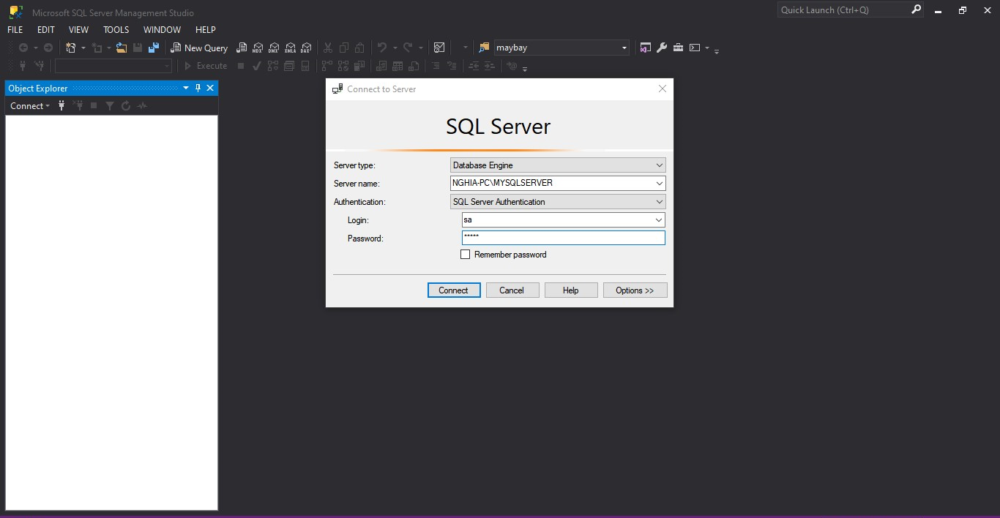 Microsoft SQL Server Management Studio
Quick Launch (Ctrl+Q)
FILE EDIT VIEW TOOLS WINDOW HELP
New Query
MDX DMX XMLA DAX
maybay
Execute
Object Explorer
Connect
Connect to Server
SQL Server
Server type: Database Engine
Server name: NGHIA-PC\MYSQLSERVER
Authentication: SQL Server Authentication
Login: sa
Password: *****
Remember password
Connect Cancel Help Options >>